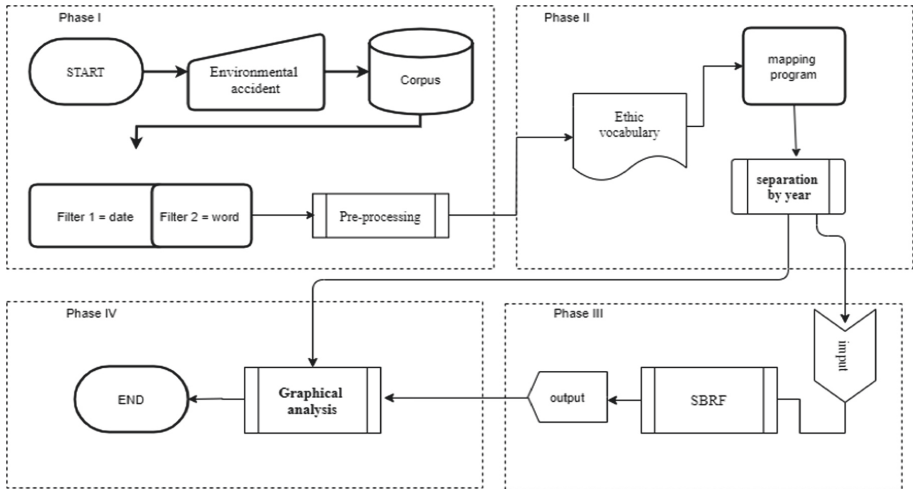 Phase I
START
Environmental
accident
Corpus
Filter 1 = date
Filter 2 = word
Pre-processing
Phase II
Ethic
vocabulary
mapping
program
separation
by year
Phase III
imput
SBRF
output
Phase IV
Graphical
analysis
END